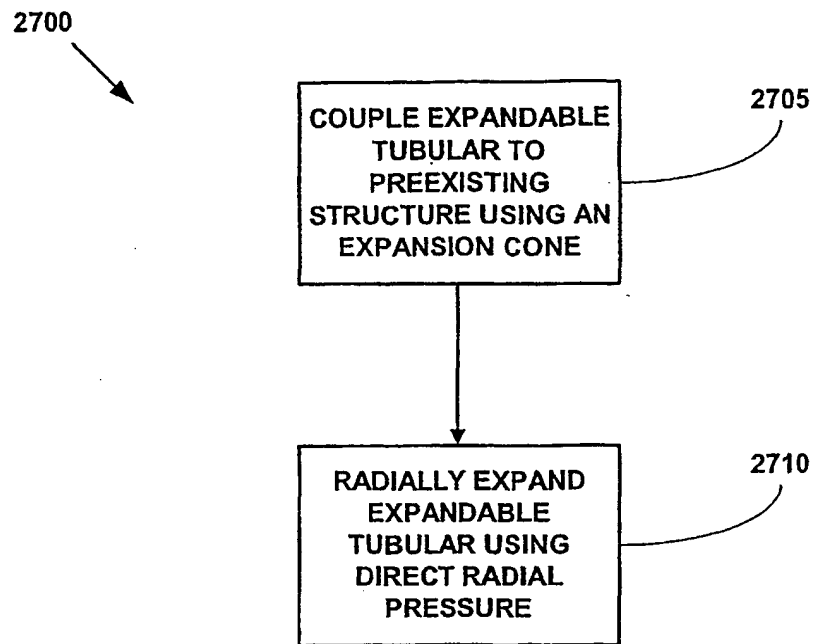 2700
2705
COUPLE EXPANDABLE
TUBULAR TO
PREEXISTING
STRUCTURE USING AN
EXPANSION CONE
2710
RADIALLY EXPAND
EXPANDABLE
TUBULAR USING
DIRECT RADIAL
PRESSURE